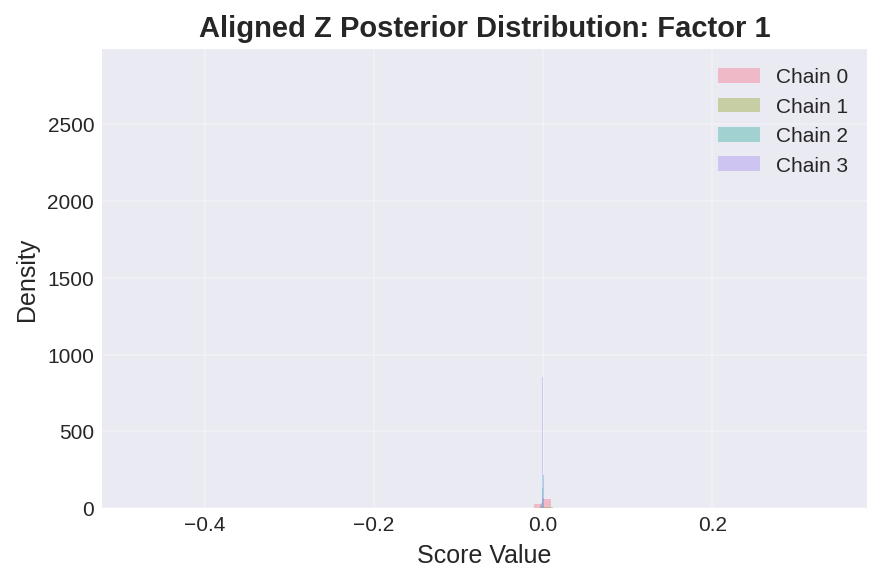 Aligned Z Posterior Distribution: Factor 1
Chain 0
Chain 1
Chain 2
Chain 3
Density
2500
2000
1500
1000
500
0
−0.4
−0.2
0.0
0.2
Score Value